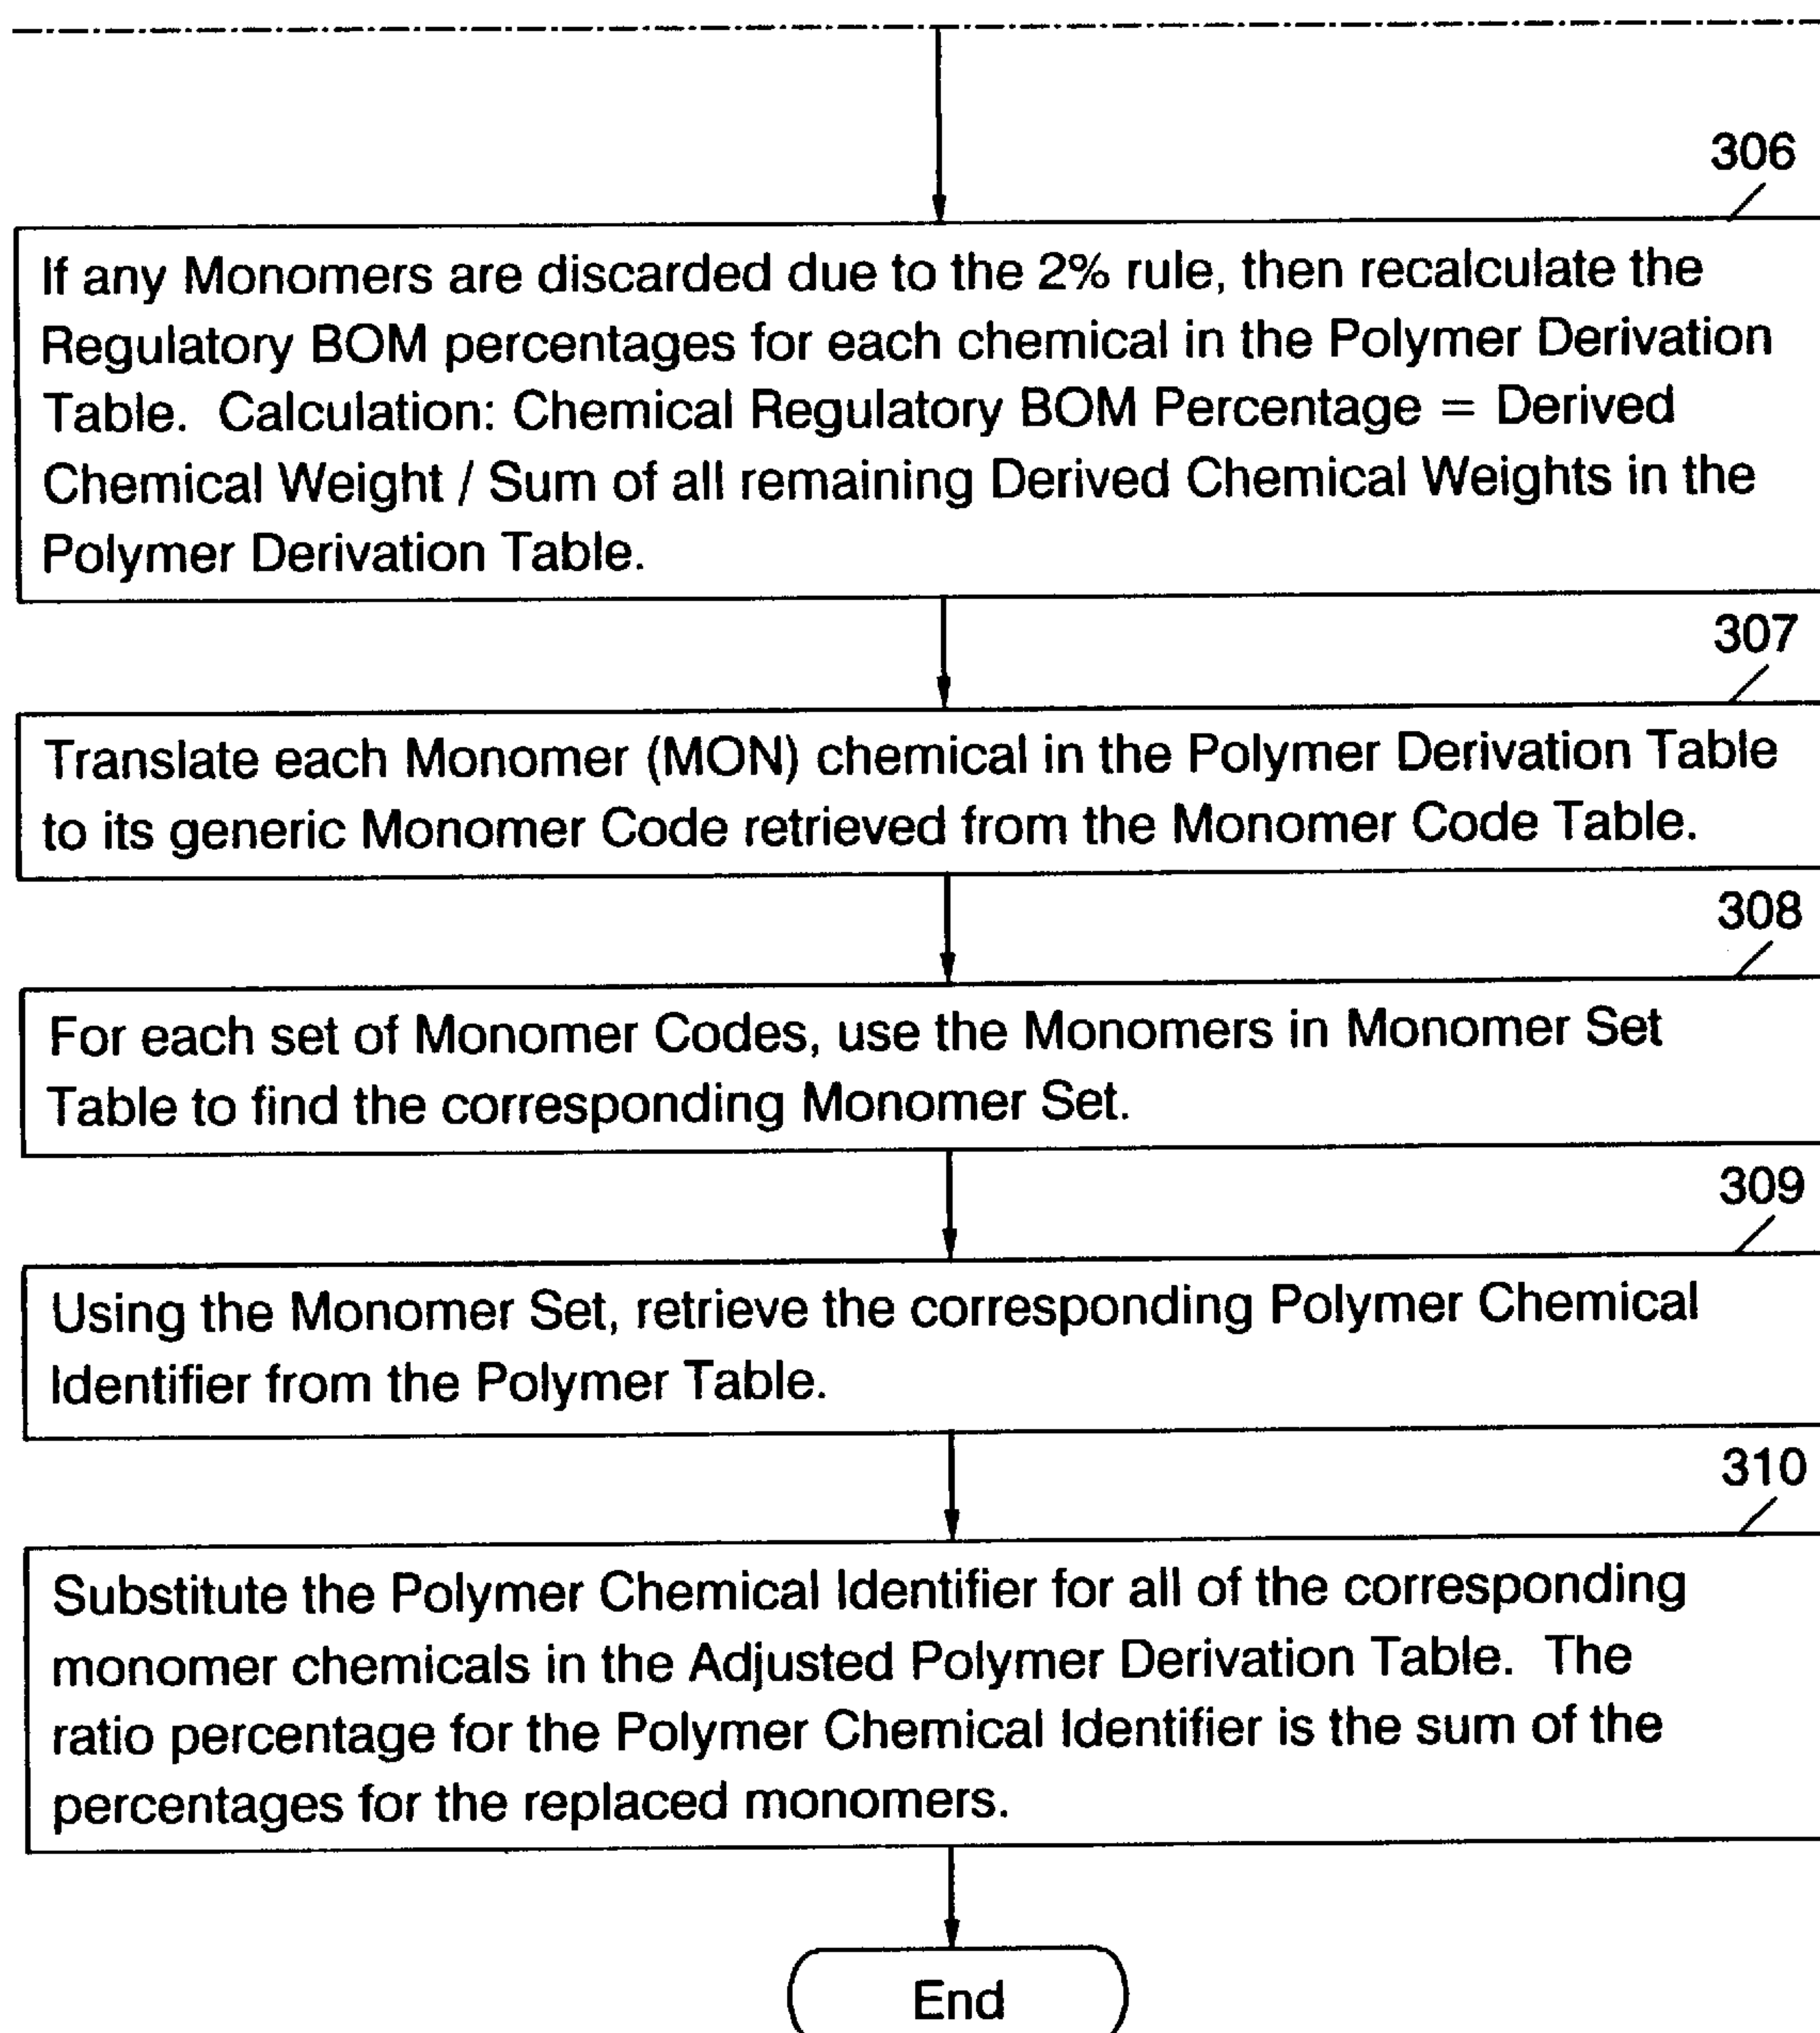 306
If any Monomers are discarded due to the 2% rule, then recalculate the
Regulatory BOM percentages for each chemical in the Polymer Derivation
Table. Calculation: Chemical Regulatory BOM Percentage = Derived
Chemical Weight / Sum of all remaining Derived Chemical Weights in the
Polymer Derivation Table.
307
Translate each Monomer (MON) chemical in the Polymer Derivation Table
to its generic Monomer Code retrieved from the Monomer Code Table.
308
For each set of Monomer Codes, use the Monomers in Monomer Set
Table to find the corresponding Monomer Set.
309
Using the Monomer Set, retrieve the corresponding Polymer Chemical
Identifier from the Polymer Table.
310
Substitute the Polymer Chemical Identifier for all of the corresponding
monomer chemicals in the Adjusted Polymer Derivation Table. The
ratio percentage for the Polymer Chemical Identifier is the sum of the
percentages for the replaced monomers.
End